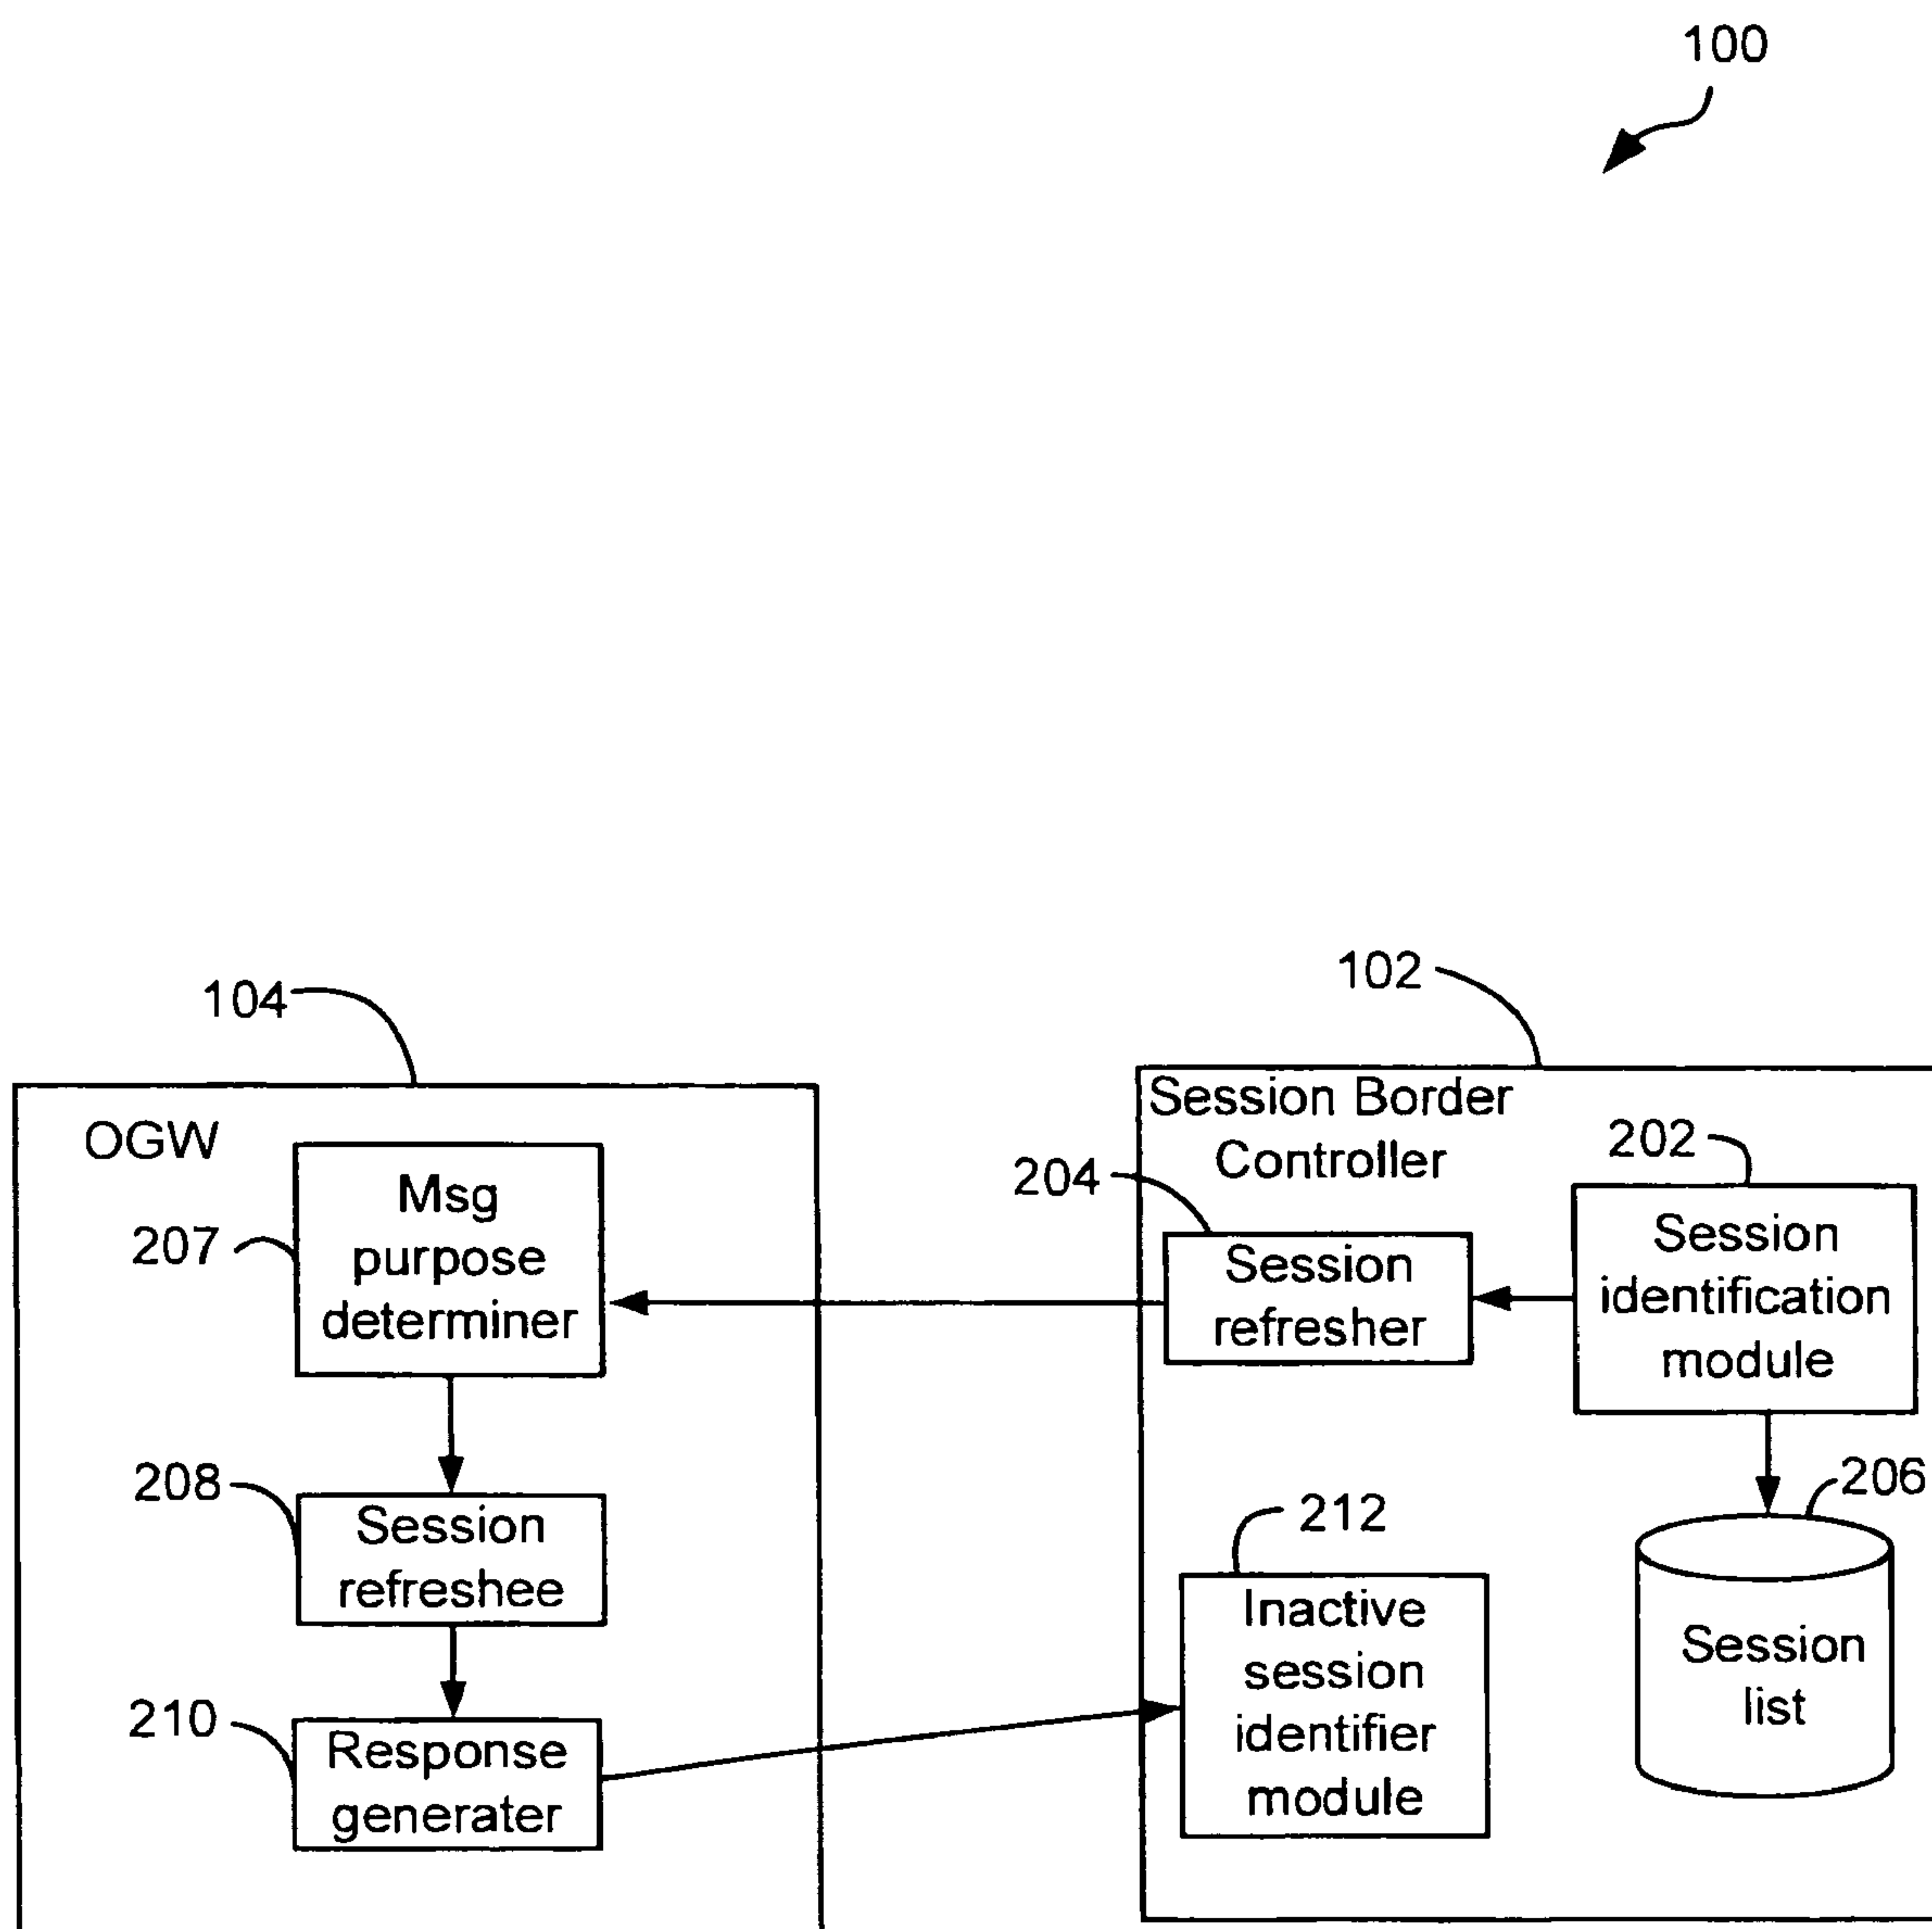 100
104
102
OGW
Msg
purpose
determiner
207
Session Border
Controller
204
202
Session
refresher
Session
identification
module
208
Session
refreshee
212
206
Inactive
session
identifier
module
Session
list
210
Response
generater